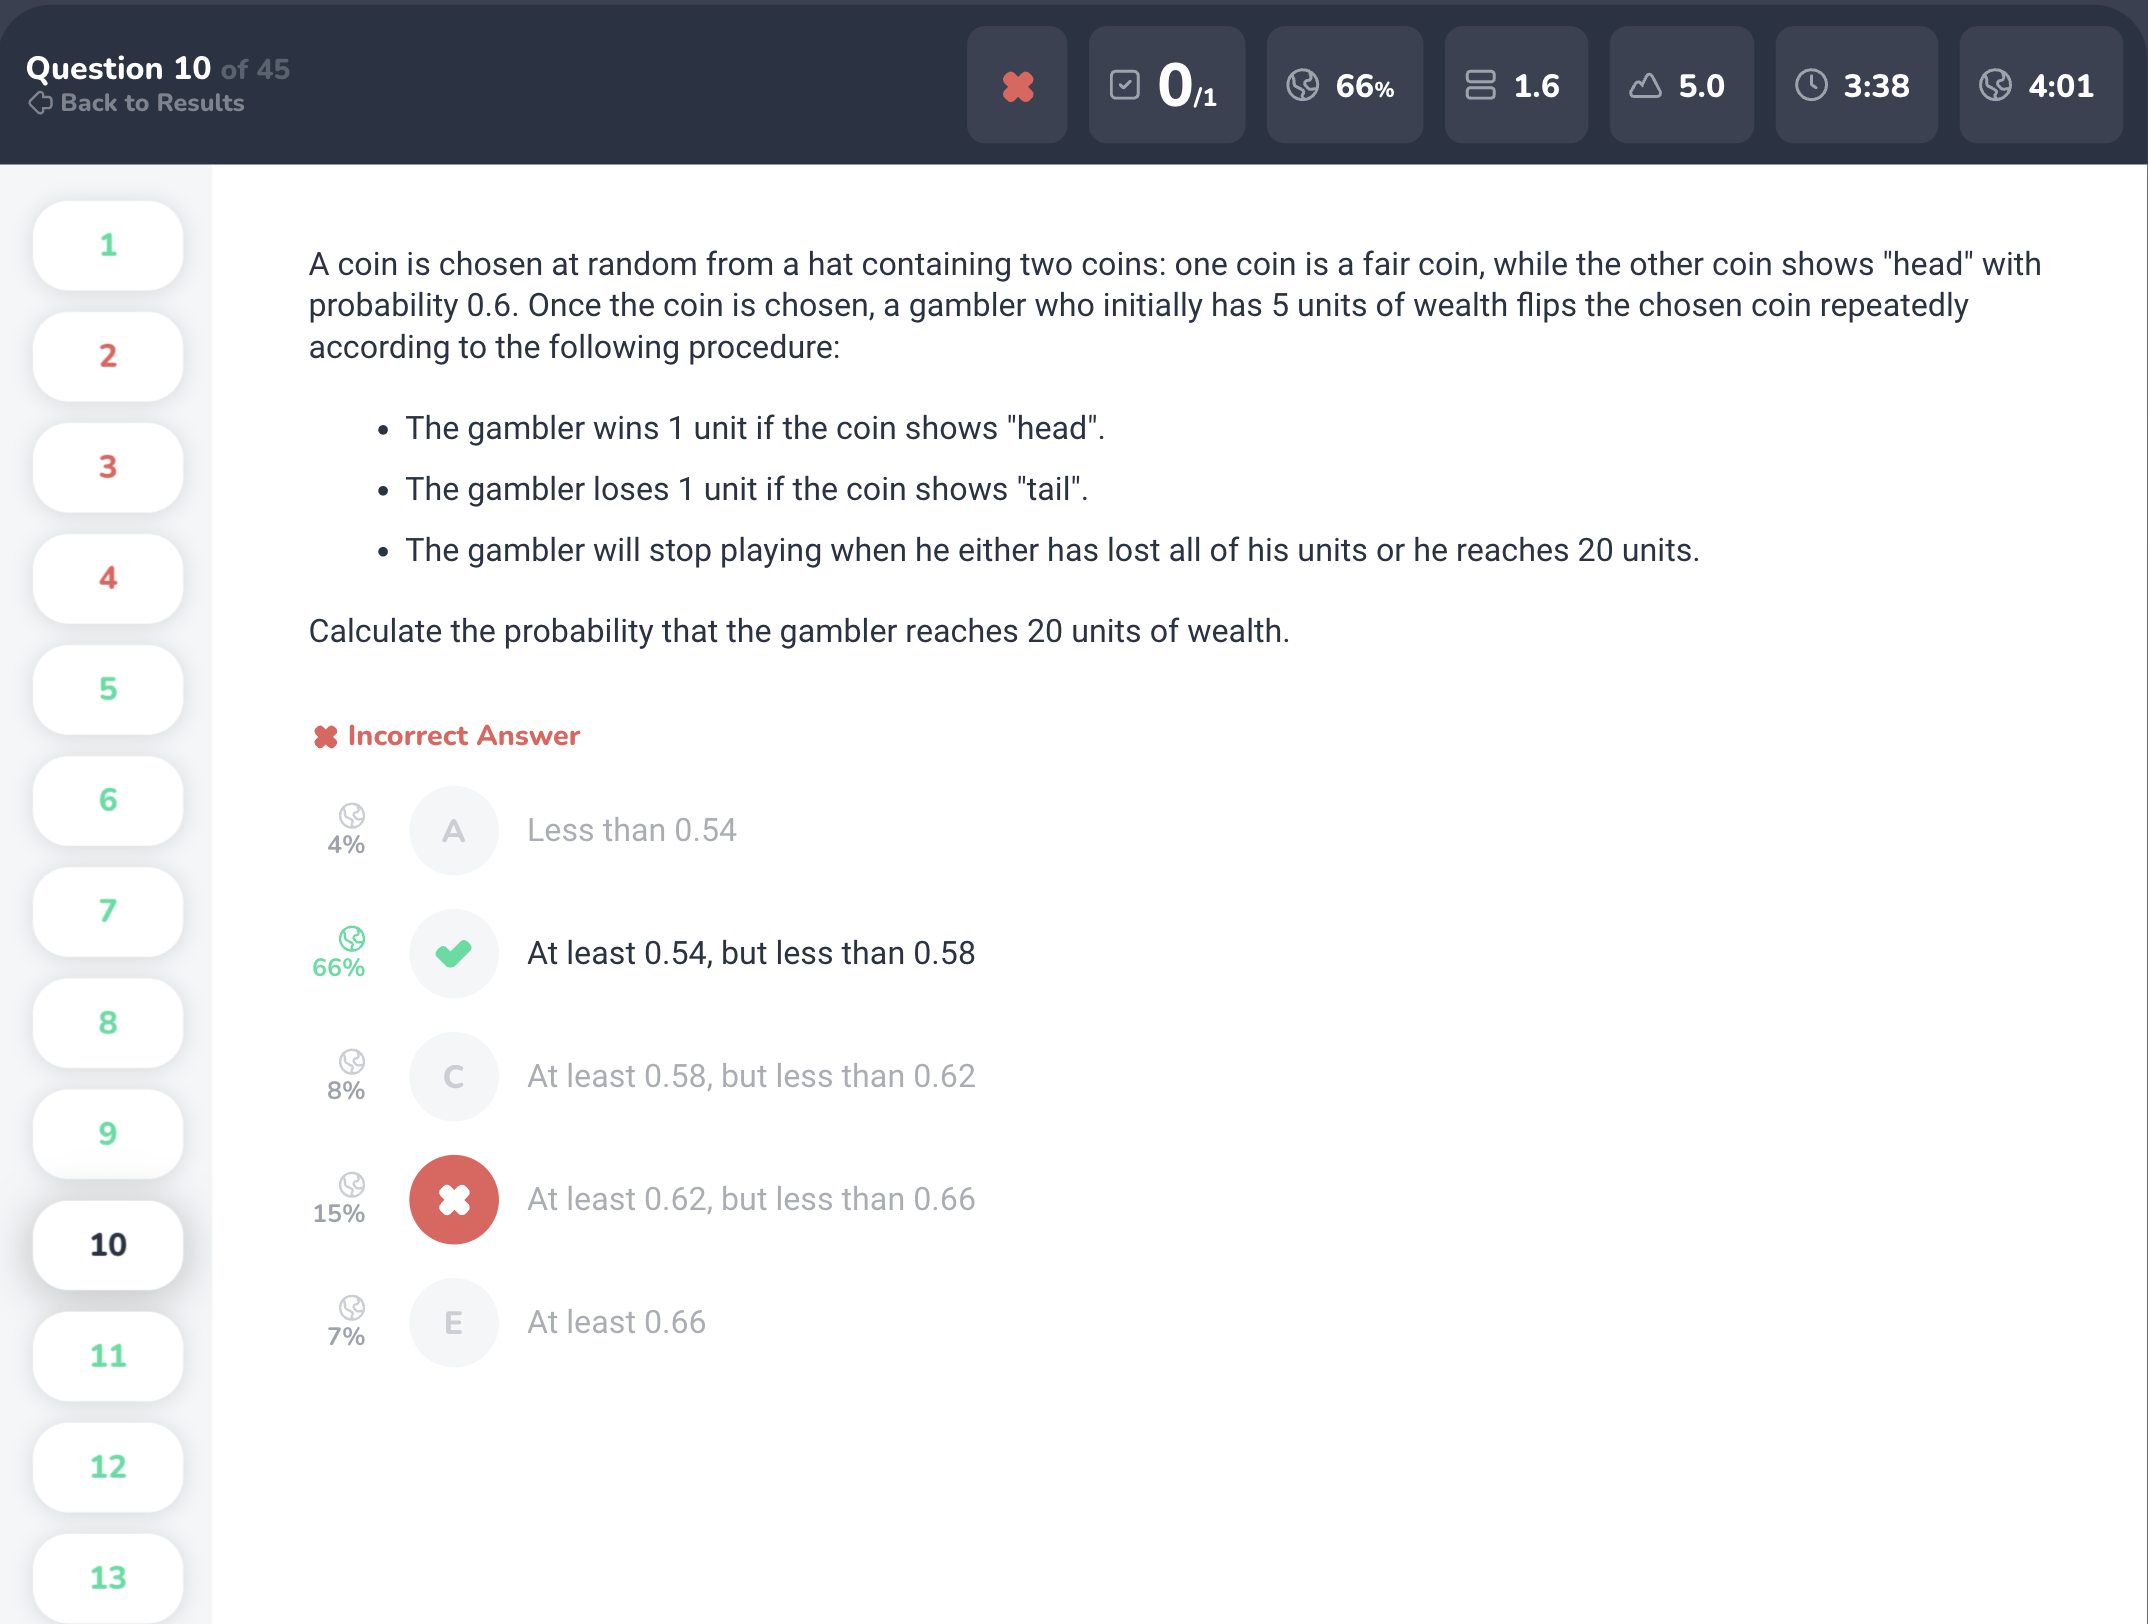 Question 10 of 45
Back to Results
0/1
66%
1.6
5.0
3:38
4:01
1
2
3
4
5
6
7
8
9
10
11
12
13
A coin is chosen at random from a hat containing two coins: one coin is a fair coin, while the other coin shows "head" with
probability 0.6. Once the coin is chosen, a gambler who initially has 5 units of wealth flips the chosen coin repeatedly
according to the following procedure:
• The gambler wins 1 unit if the coin shows "head".
• The gambler loses 1 unit if the coin shows "tail".
• The gambler will stop playing when he either has lost all of his units or he reaches 20 units.
Calculate the probability that the gambler reaches 20 units of wealth.
Incorrect Answer
4% A Less than 0.54
66% At least 0.54, but less than 0.58
8% C At least 0.58, but less than 0.62
15% At least 0.62, but less than 0.66
7% E At least 0.66